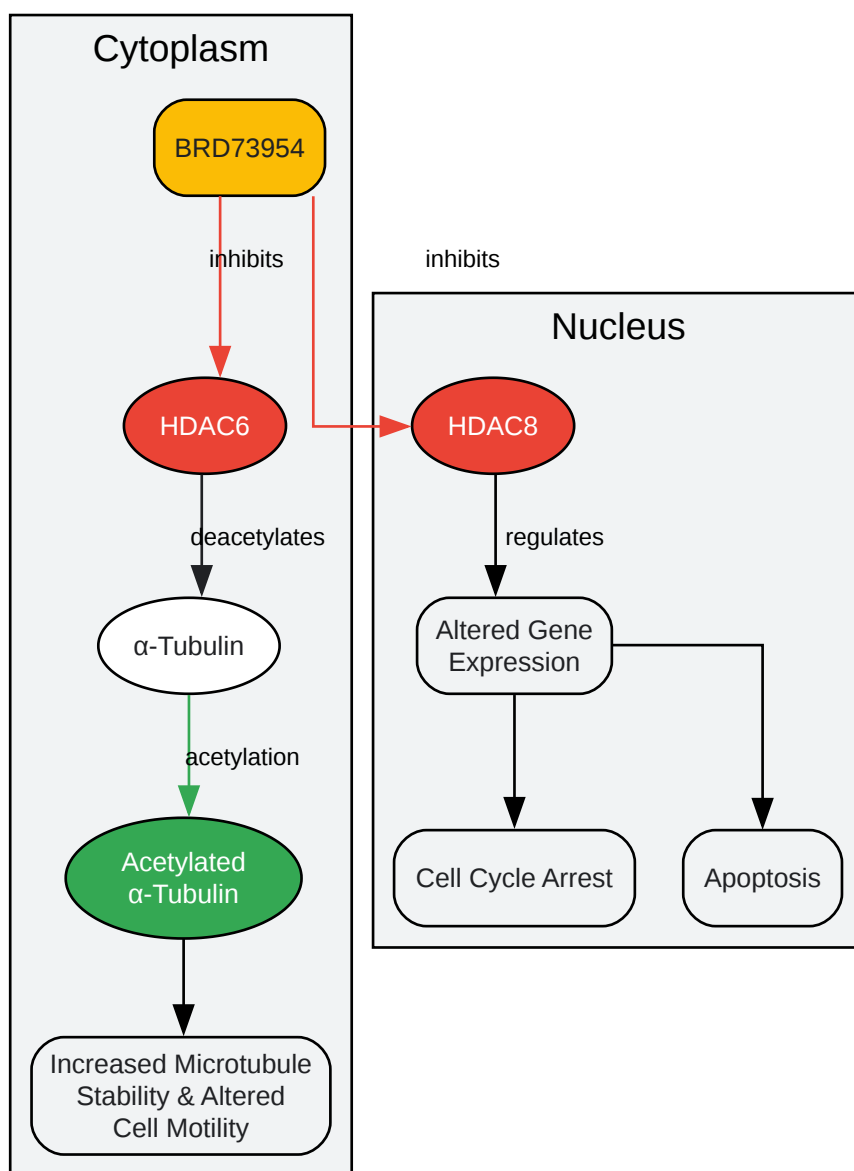 Cytoplasm
BRD73954
inhibits
inhibits
Nucleus
HDAC6
HDAC8
deacetylates
regulates
α-Tubulin
Altered Gene
Expression
acetylation
Acetylated
α-Tubulin
Cell Cycle Arrest
Apoptosis
Increased Microtubule
Stability & Altered
Cell Motility